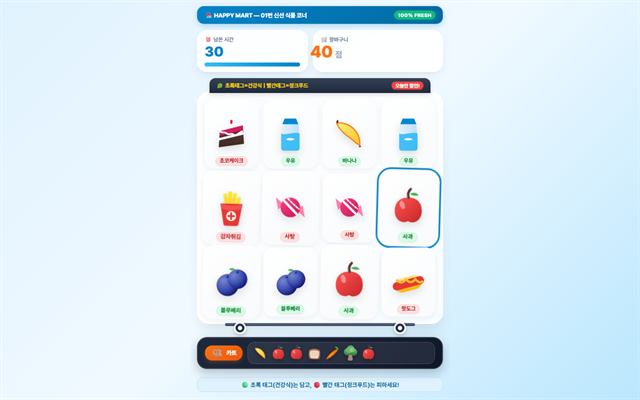 HAPPY MART — 01번 신선 식품 코너
100% FRESH
남은 시간
30
장바구니
40 점
초록태그=건강식 | 빨간태그=정크푸드
오늘만 할인!
초코케이크
우유
바나나
우유
감자튀김
사탕
사탕
사과
블루베리
블루베리
사과
핫도그
카트
초록 태그(건강식)는 담고, 빨간 태그(정크푸드)는 피하세요!